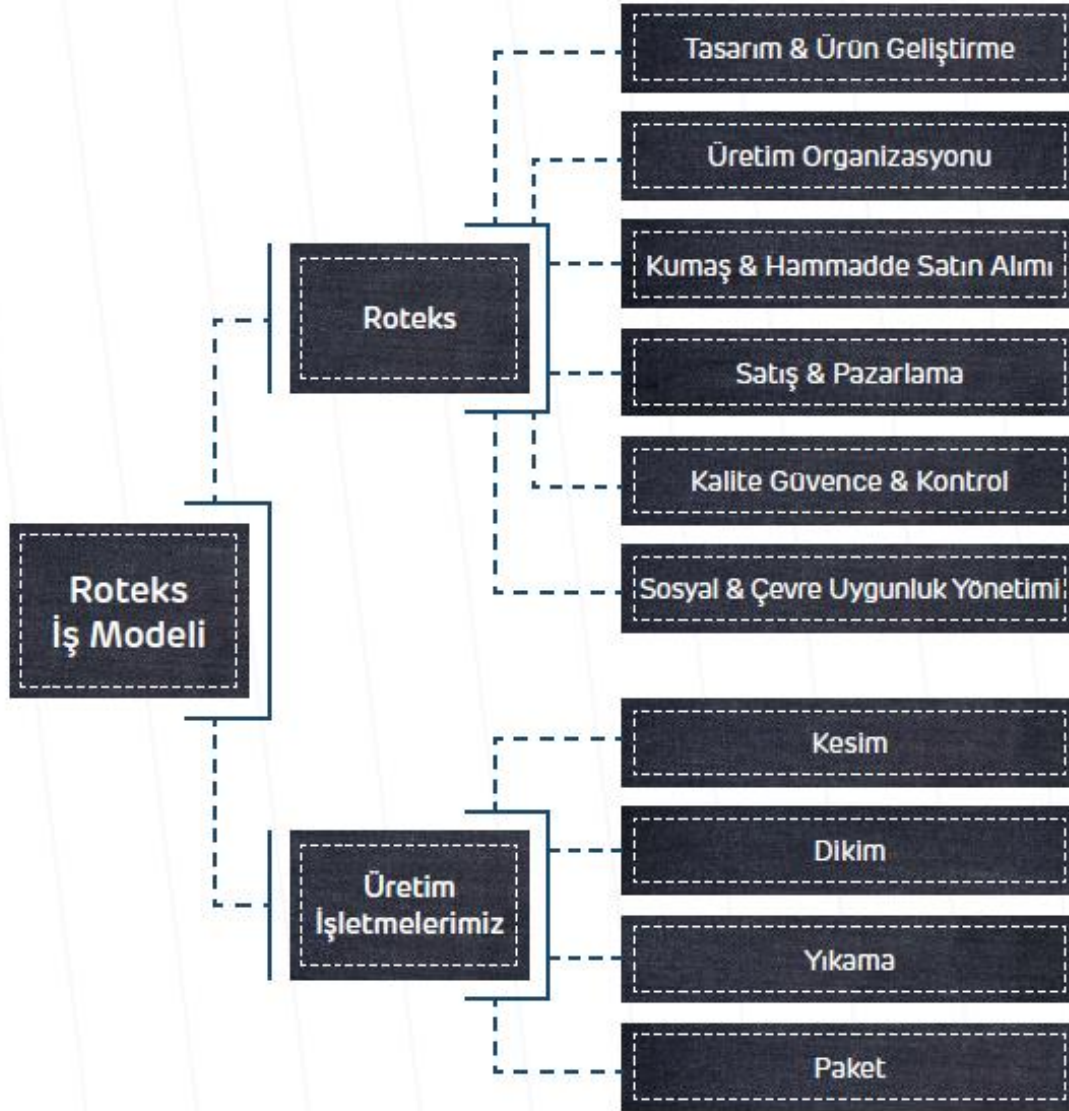 Tasarım & Ürün Geliştirme
Üretim Organizasyonu
Kumaş & Hammadde Satın Alımı
Roteks
Satış & Pazarlama
Kalite Güvence & Kontrol
Sosyal & Çevre Uygunluk Yönetimi
Roteks
İş Modeli
Kesim
Dikim
Üretim
İşletmelerimiz
Yıkama
Paket